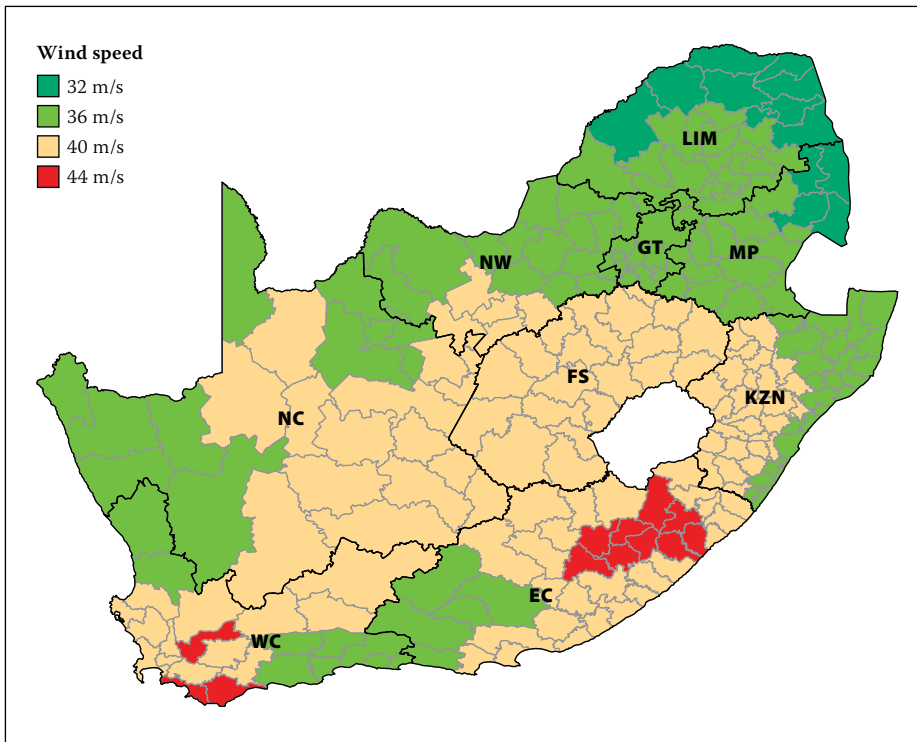 Wind speed
32 m/s
36 m/s
40 m/s
44 m/s
LIM
GT
MP
NW
FS
KZN
NC
EC
WC